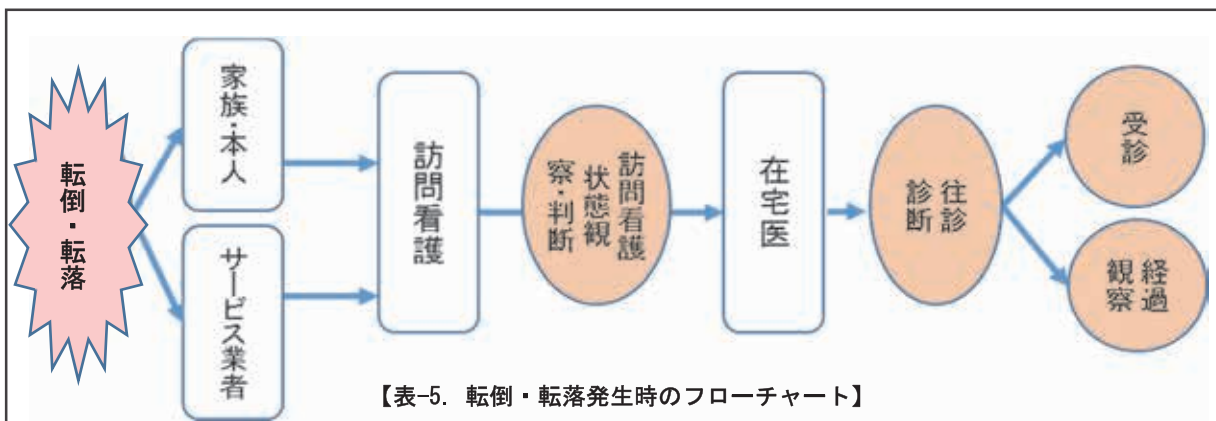 転倒・転落
家族・本人
サービス業者
訪問看護
訪問看護
状態観
察・判断
在宅医
往診
診断
受診
経過
観察
【表-5. 転倒・転落発生時のフローチャート】